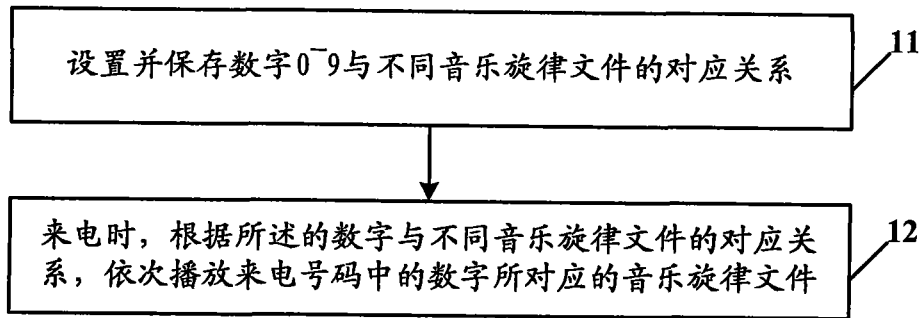 设置并保存数字0‾9与不同音乐旋律文件的对应关系
11
来电时，根据所述的数字与不同音乐旋律文件的对应关
系，依次播放来电号码中的数字所对应的音乐旋律文件
12